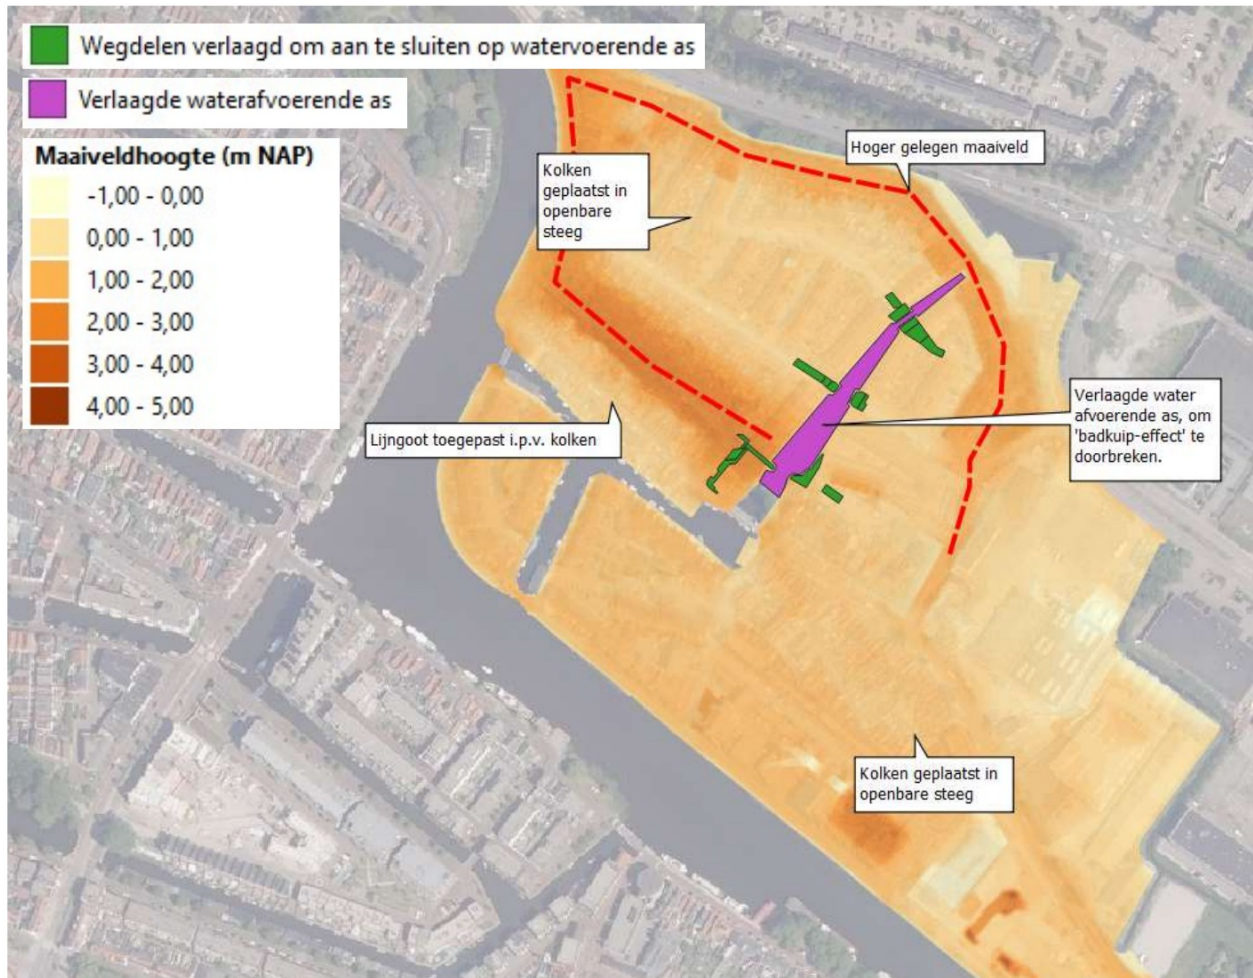 Wegdelen verlaagd om aan te sluiten op watervoerende as
Verlaagde waterafvoerende as
Maaiveldhoogte (m NAP)
-1,00 - 0,00
0,00 - 1,00
1,00 - 2,00
2,00 - 3,00
3,00 - 4,00
4,00 - 5,00
Hoger gelegen maaiveld
Kolken
geplaatst in
openbare
steeg
Verlaagde water
afvoerende as, om
'badkuip-effect' te
doorbreken.
Lijngoot toegepast i.p.v. kolken
Kolken geplaatst in
openbare steeg